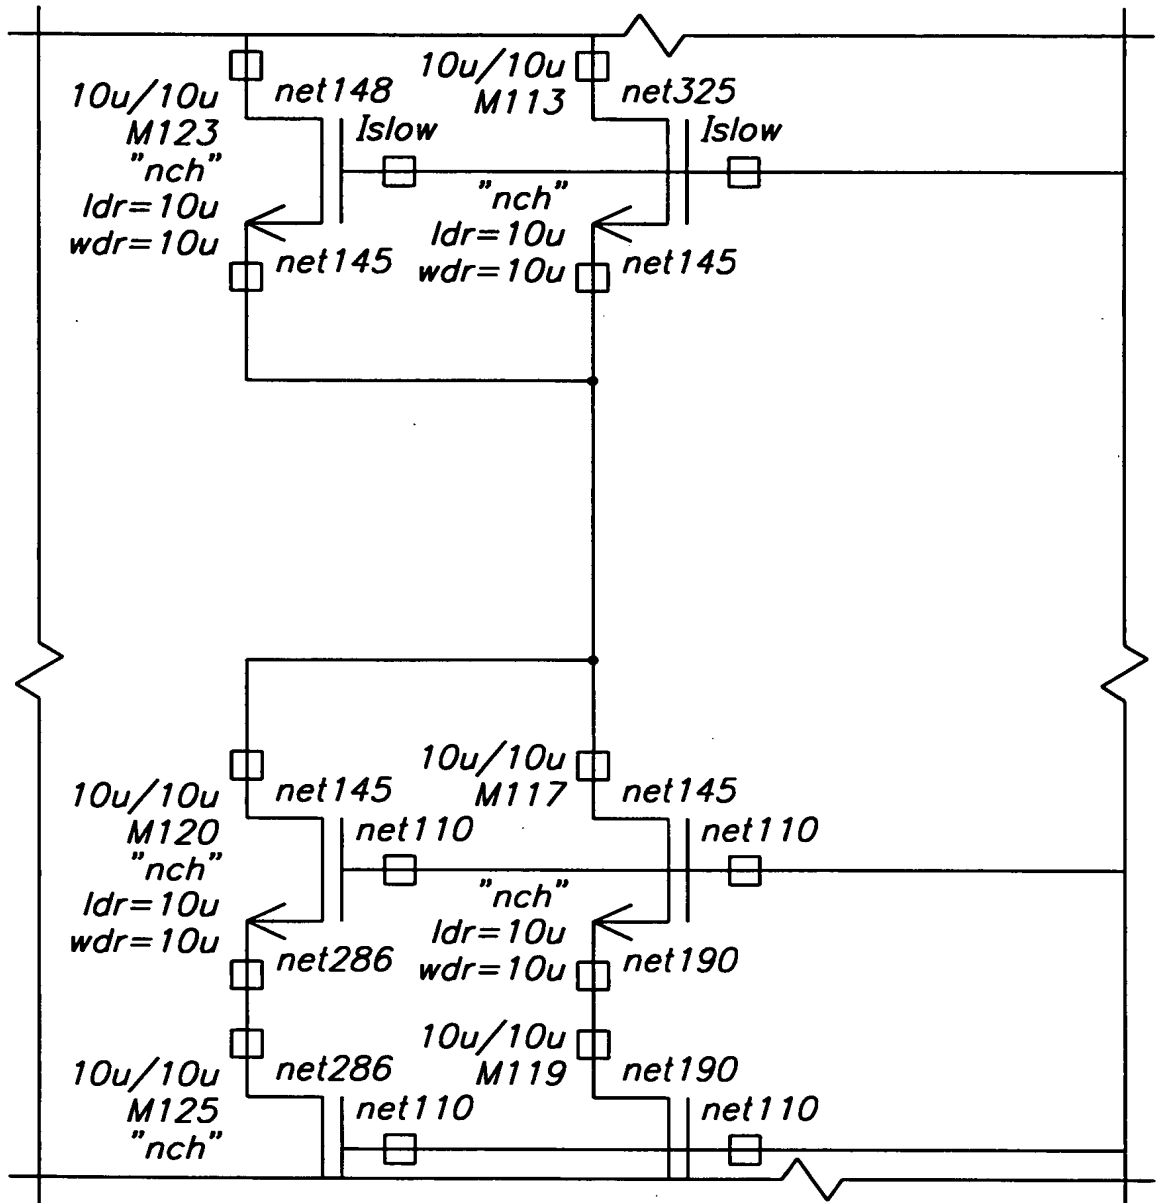 10u/10u
M123
"nch"
ldr=10u
wdr=10u
net148
Islow
net145
10u/10u
M113
"nch"
ldr=10u
wdr=10u
net325
Islow
net145
10u/10u
M120
"nch"
ldr=10u
wdr=10u
net145
net110
net286
10u/10u
M117
"nch"
ldr=10u
wdr=10u
net145
net110
net190
10u/10u
M125
"nch"
net286
net110
10u/10u
M119
net190
net110